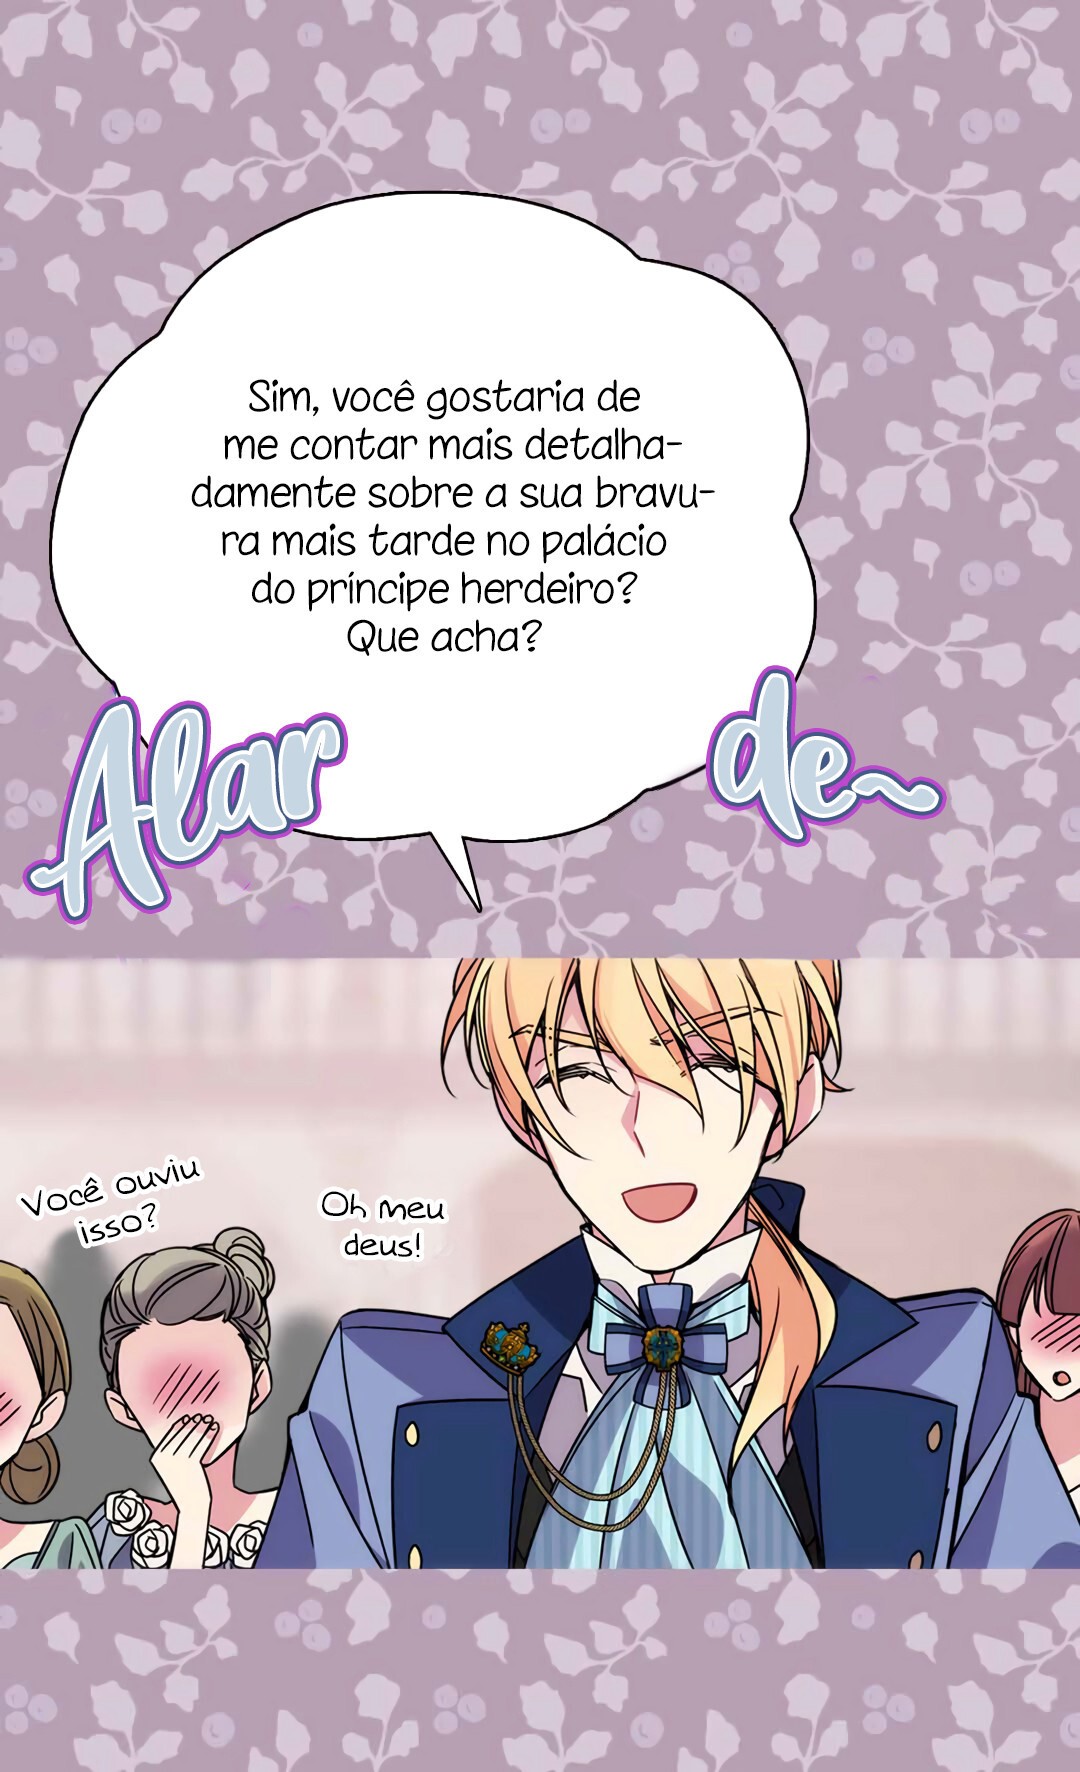 Sim, você gostaria de
me contar mais detalha-
damente sobre a sua bravu-
ra mais tarde no palácio
do príncipe herdeiro?
Que acha?
Alar de~
Você ouviu
isso?
Oh meu
deus!